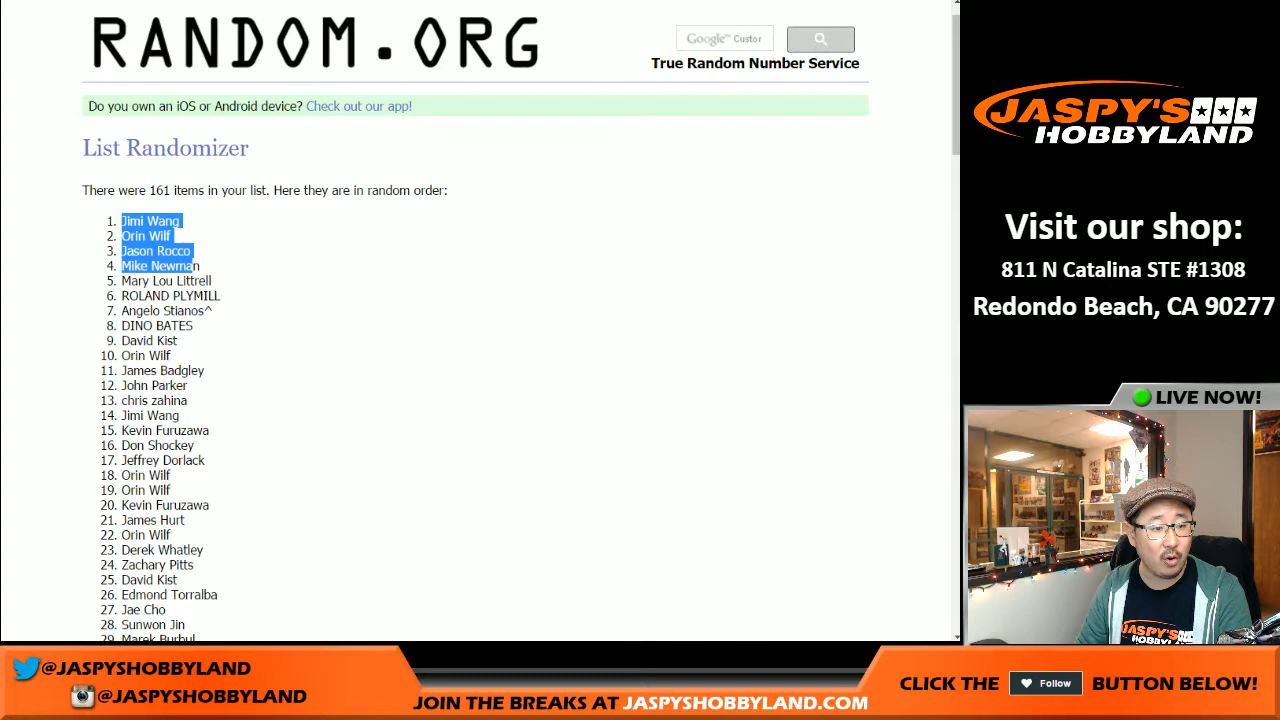 RANDOM.ORG
Google™ Custor
True Random Number Service
Do you own an iOS or Android device? Check out our app!
List Randomizer
There were 161 items in your list. Here they are in random order:
1. Jimi Wang
2. Orin Wilf
3. Jason Rocco
4. Mike Newman
5. Mary Lou Littrell
6. ROLAND PLYMILL
7. Angelo Stianos^
8. DINO BATES
9. David Kist
10. Orin Wilf
11. James Badgley
12. John Parker
13. chris zahina
14. Jimi Wang
15. Kevin Furuzawa
16. Don Shockey
17. Jeffrey Dorlack
18. Orin Wilf
19. Orin Wilf
20. Kevin Furuzawa
21. James Hurt
22. Orin Wilf
23. Derek Whatley
24. Zachary Pitts
25. David Kist
26. Edmond Torralba
27. Jae Cho
28. Sunwon Jin
29. Marek Burbul
JASPY'S
HOBBYLAND
Visit our shop:
811 N Catalina STE #1308
Redondo Beach, CA 90277
LIVE NOW!
JASPY'S
HOBBYLAND
@JASPYSHOBBYLAND
@JASPYSHOBBYLAND
JOIN THE BREAKS AT JASPYSHOBBYLAND.COM
CLICK THE Follow BUTTON BELOW!